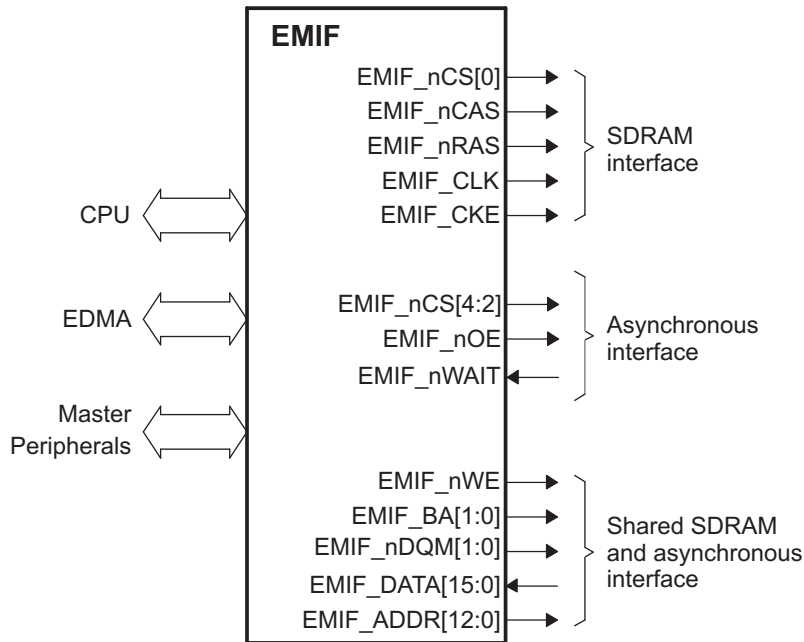 EMIF
EMIF_nCS[0]
EMIF_nCAS
EMIF_nRAS
EMIF_CLK
EMIF_CKE
SDRAM
interface
CPU
EDMA
Master
Peripherals
EMIF_nCS[4:2]
EMIF_nOE
EMIF_nWAIT
Asynchronous
interface
EMIF_nWE
EMIF_BA[1:0]
EMIF_nDQM[1:0]
EMIF_DATA[15:0]
EMIF_ADDR[12:0]
Shared SDRAM
and asynchronous
interface